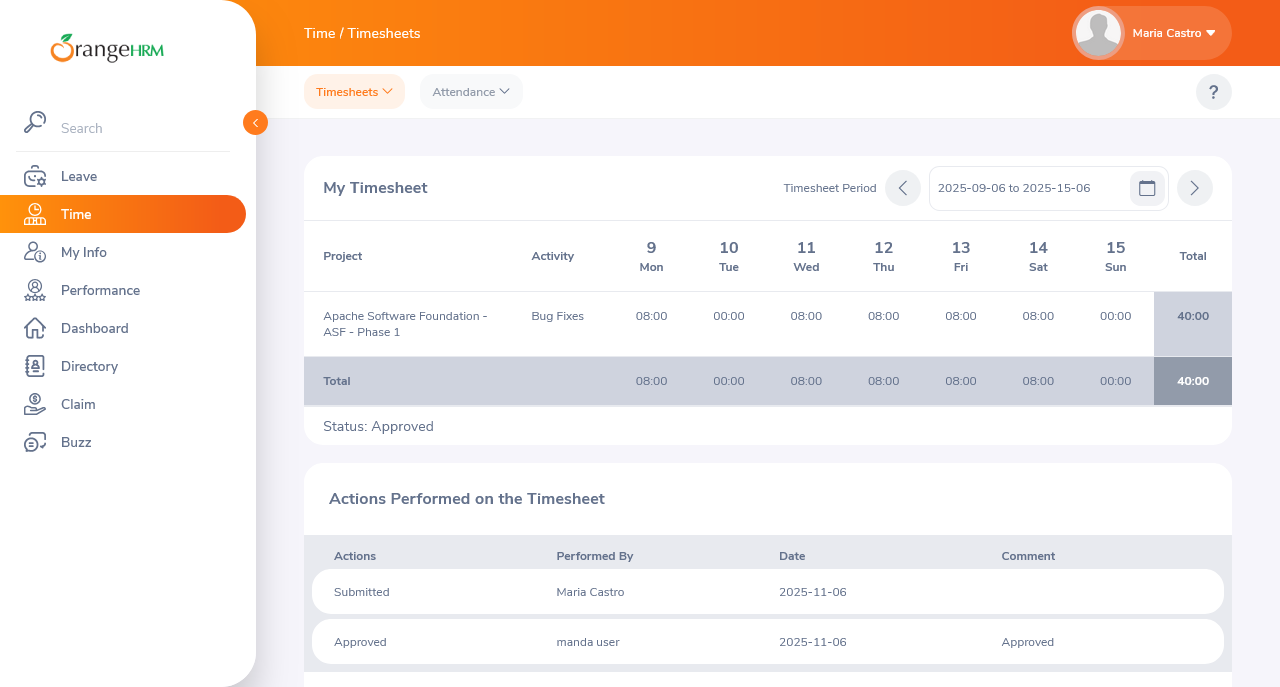 OrangeHRM
Time / Timesheets
Maria Castro
Timesheets
Attendance
?
Search
Leave
Time
My Info
Performance
Dashboard
Directory
Claim
Buzz
My Timesheet
Timesheet Period
2025-09-06 to 2025-15-06
Project Activity 9 Mon 10 Tue 11 Wed 12 Thu 13 Fri 14 Sat 15 Sun Total
Apache Software Foundation - Bug Fixes 08:00 00:00 08:00 08:00 08:00 08:00 00:00 40:00
ASF - Phase 1
Total 08:00 00:00 08:00 08:00 08:00 08:00 00:00 40:00
Status: Approved
Actions Performed on the Timesheet
Actions Performed By Date Comment
Submitted Maria Castro 2025-11-06
Approved manda user 2025-11-06 Approved